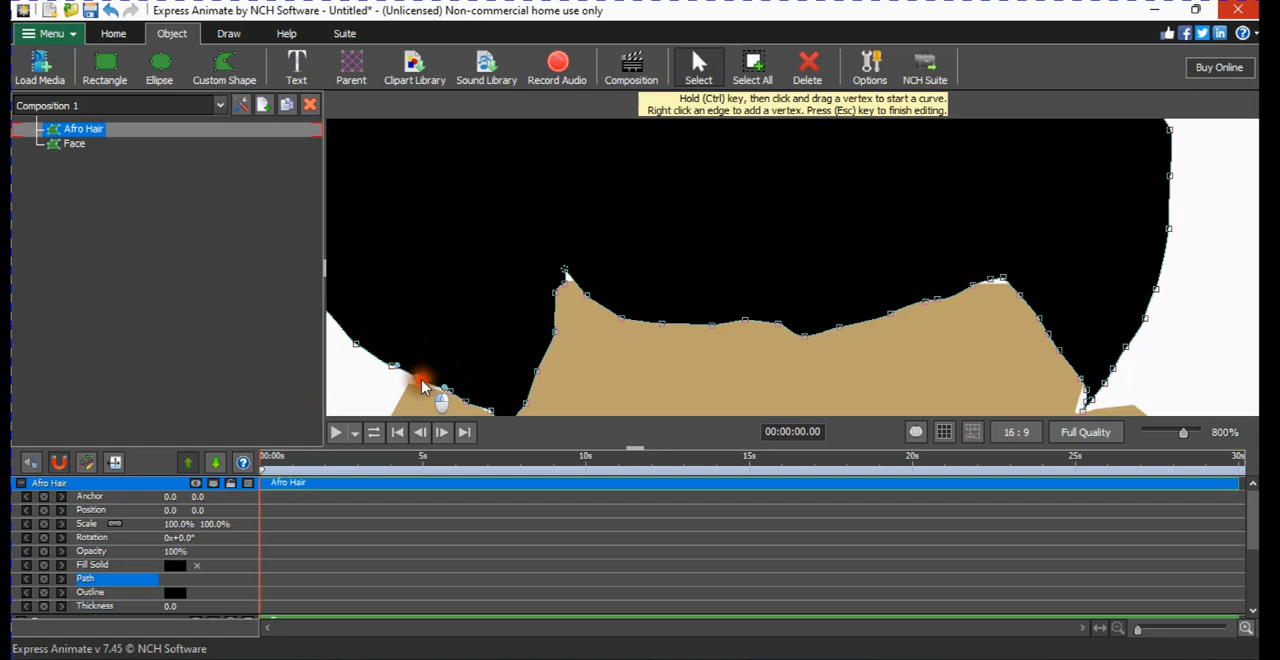 Express Animate by NCH Software - Untitled* - (Unlicensed) Non-commercial home use only
Menu Home Object Draw Help Suite
Load Media Rectangle Ellipse Custom Shape Text Parent Clipart Library Sound Library Record Audio Composition Select Select All Delete Options NCH Suite Buy Online
Composition 1
Hold (Ctrl) key, then click and drag a vertex to start a curve.
Right click an edge to add a vertex. Press (Esc) key to finish editing.
Afro Hair
Face
00:00:00.00 16 : 9 Full Quality 800%
00:00s 5s 10s 15s 20s 25s 30s
Afro Hair Afro Hair
Anchor 0.0 0.0
Position 0.0 0.0
Scale 100.0% 100.0%
Rotation 0x+0.0°
Opacity 100%
Fill Solid
Path
Outline
Thickness 0.0
Express Animate v 7.45 © NCH Software